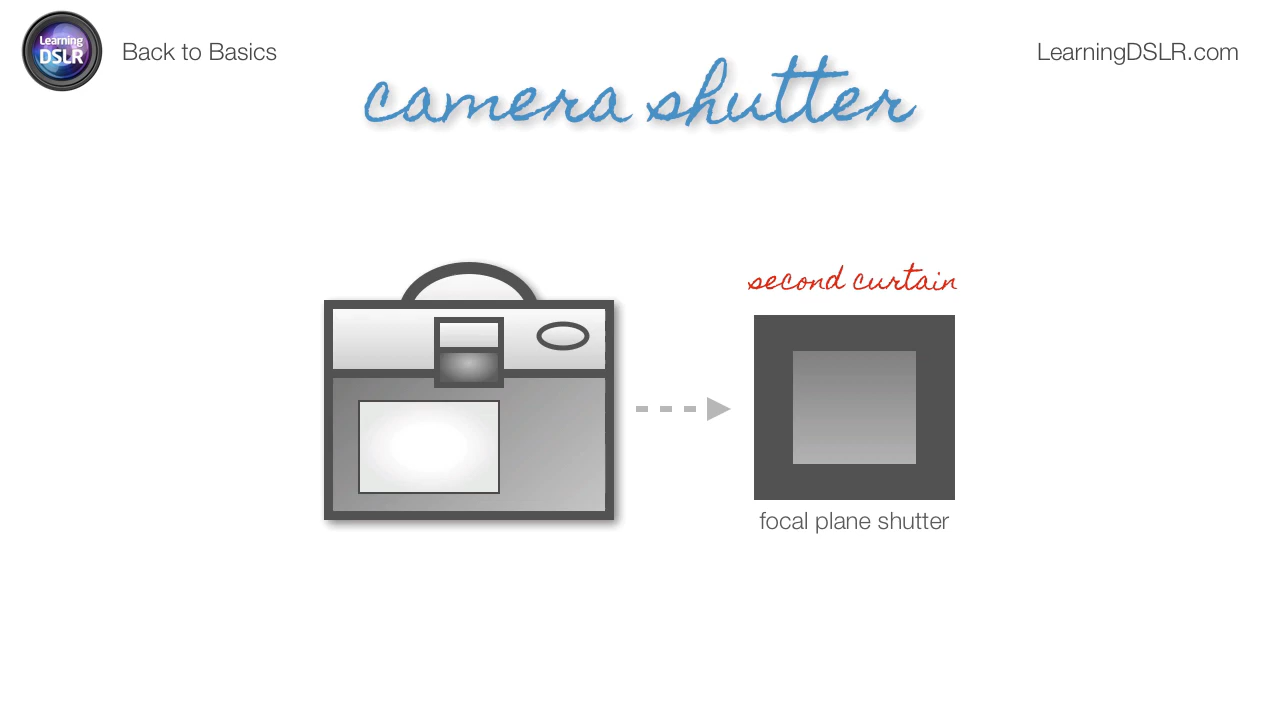 Learning
DSLR
Back to Basics
LearningDSLR.com
camera shutter
second curtain
focal plane shutter